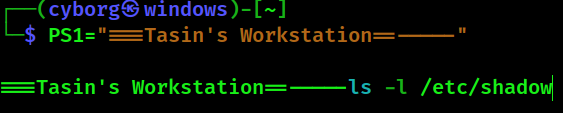 ┌──(cyborg㉿windows)-[~]
└─$ PS1="===Tasin's Workstation==-----"
===Tasin's Workstation==-----ls -l /etc/shadow